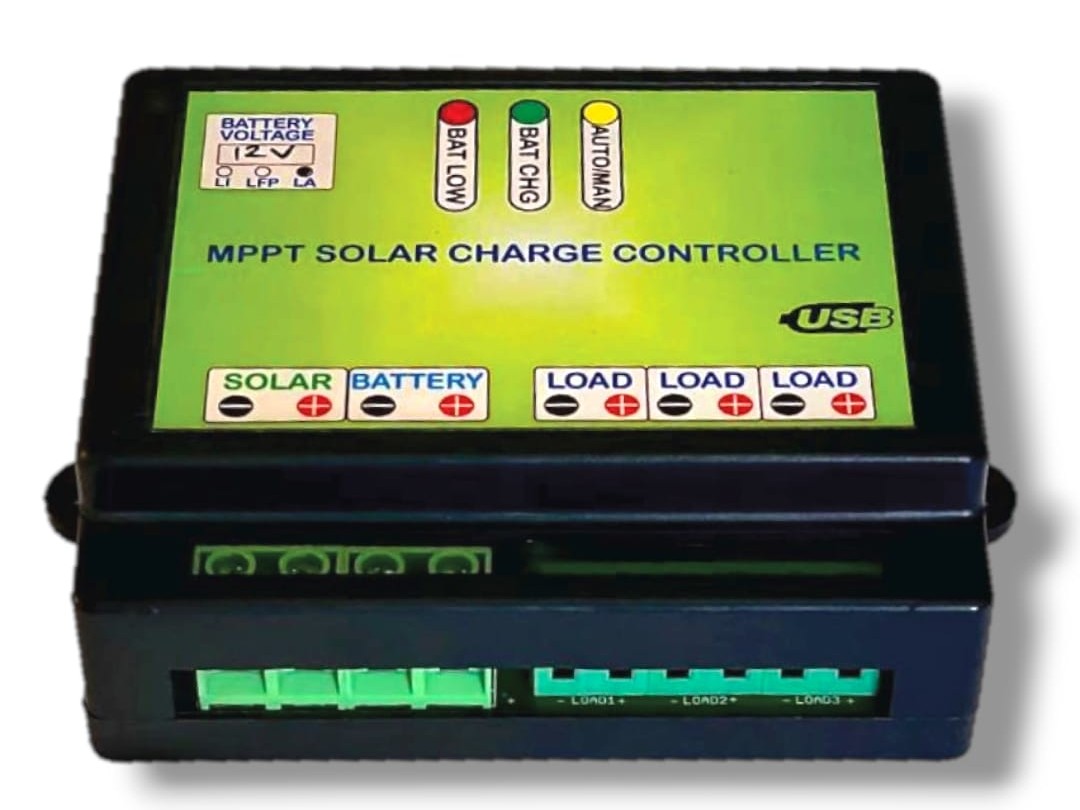 BATTERY
VOLTAGE
12V
LI LFP LA
BAT LOW
BAT CHG
AUTO/MAN
MPPT SOLAR CHARGE CONTROLLER
USB
SOLAR BATTERY LOAD LOAD LOAD
- + - + - + - + - +
+ - LOAD1+ - LOAD2+ - LOAD3 +